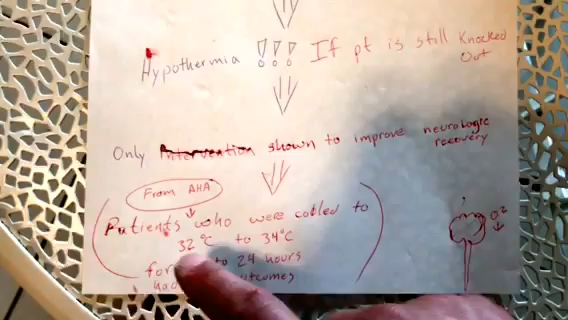 Hypothermia !!! If pt is still Knocked
Out
Only Intervention shown to improve neurologic
recovery
From AHA
Patients who were cooled to
32°C to 34°C
for to 24 hours
O2